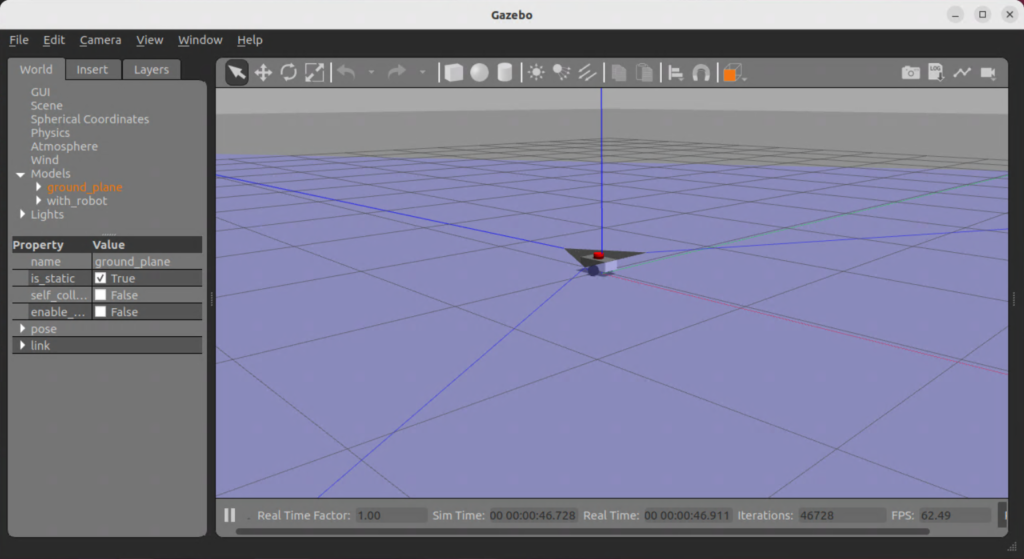 Gazebo
File Edit Camera View Window Help
World Insert Layers
GUI
Scene
Spherical Coordinates
Physics
Atmosphere
Wind
Models
ground_plane
with_robot
Lights
Property Value
name ground_plane
is_static True
self_coll... False
enable_... False
pose
link
LOG
Real Time Factor: 1.00 Sim Time: 00 00:00:46.728 Real Time: 00 00:00:46.911 Iterations: 46728 FPS: 62.49